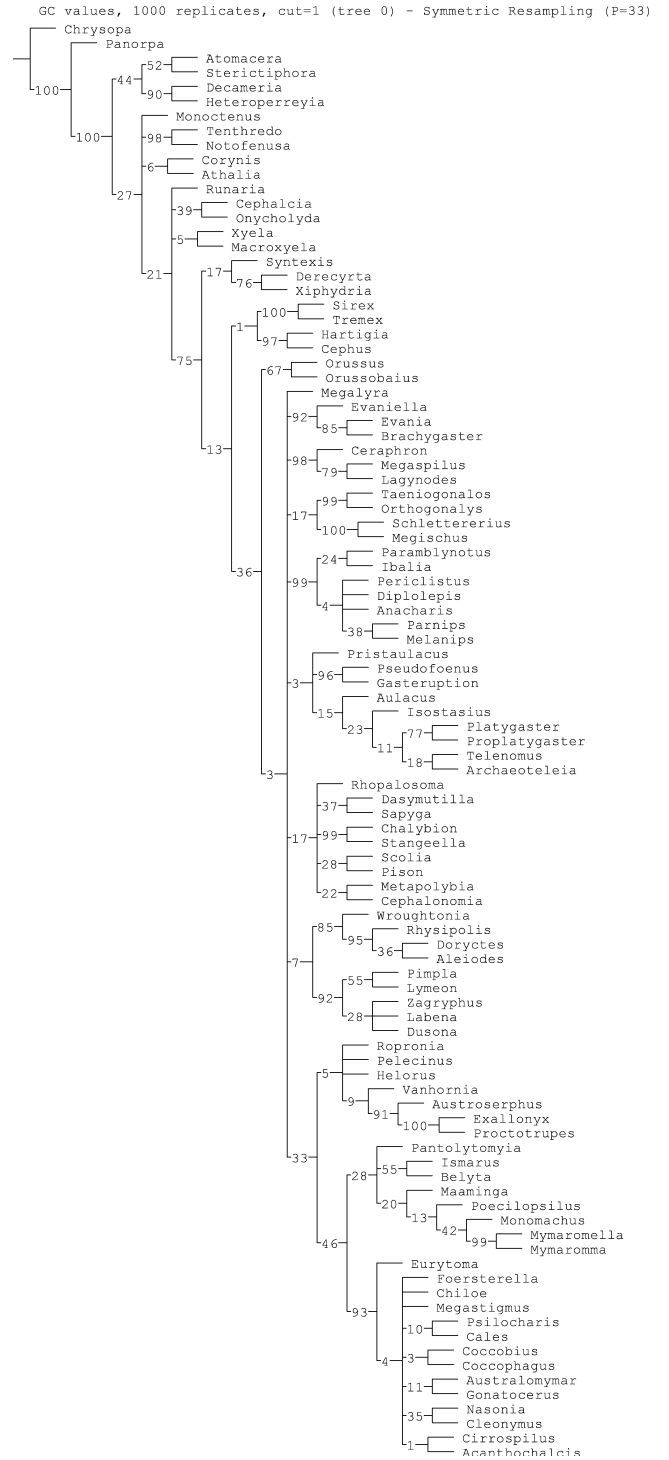 GC values, 1000 replicates, cut=1 (tree 0) - Symmetric Resampling (P=33)
Chrysopa
Panorpa
Atomacera
52
Sterictiphora
44
Decameria
100
90
Heteroperreyia
Monoctenus
Tenthredo
100
98
Notofenusa
Corynis
6
Athalia
Runaria
27
Cephalcia
39
Onycholyda
Xyela
5
Macroxyela
Syntexis
17
21
Derecyrta
76
Xiphydria
Sirex
100
Tremex
1
Hartigia
97
Cephus
75
Orussus
67
Orussobaius
Megalyra
Evaniella
92
Evania
85
Brachygaster
13
Ceraphron
98
Megaspilus
79
Lagynodes
Taeniogonalos
99
Orthogonalys
17
Schlettererius
100
Megischus
Paramblynotus
24
Ibalia
36
Periclistus
99
Diplolepis
4
Anacharis
Parnips
38
Melanips
Pristaulacus
Pseudofoenus
96
3
Gasteruption
Aulacus
15
Isostasius
23
Platygaster
77
Proplatygaster
11
Telenomus
18
Archaeoteleia
3
Rhopalosoma
Dasymutilla
37
Sapyga
Chalybion
99
17
Stangeella
Scolia
28
Pison
Metapolybia
22
Cephalonomia
Wroughtonia
85
Rhysipolis
95
Doryctes
36
Aleiodes
7
Pimpla
55
Lymeon
92
Zagryphus
28
Labena
Dusona
Ropronia
Pelecinus
5
Helorus
Vanhornia
9
Austroserphus
91
Exallonyx
100
Proctotrupes
Pantolytomyia
33
Ismarus
55
28
Belyta
Maaminga
20
Poecilopsilus
13
Monomachus
42
Mymaromella
99
46
Mymaromma
Eurytoma
Foersterella
Chiloe
Megastigmus
93
Psilocharis
10
Cales
Coccobius
3
4
Coccophagus
Australomymar
11
Gonatocerus
Nasonia
35
Cleonymus
Cirrospilus
1
Acanthochalcis